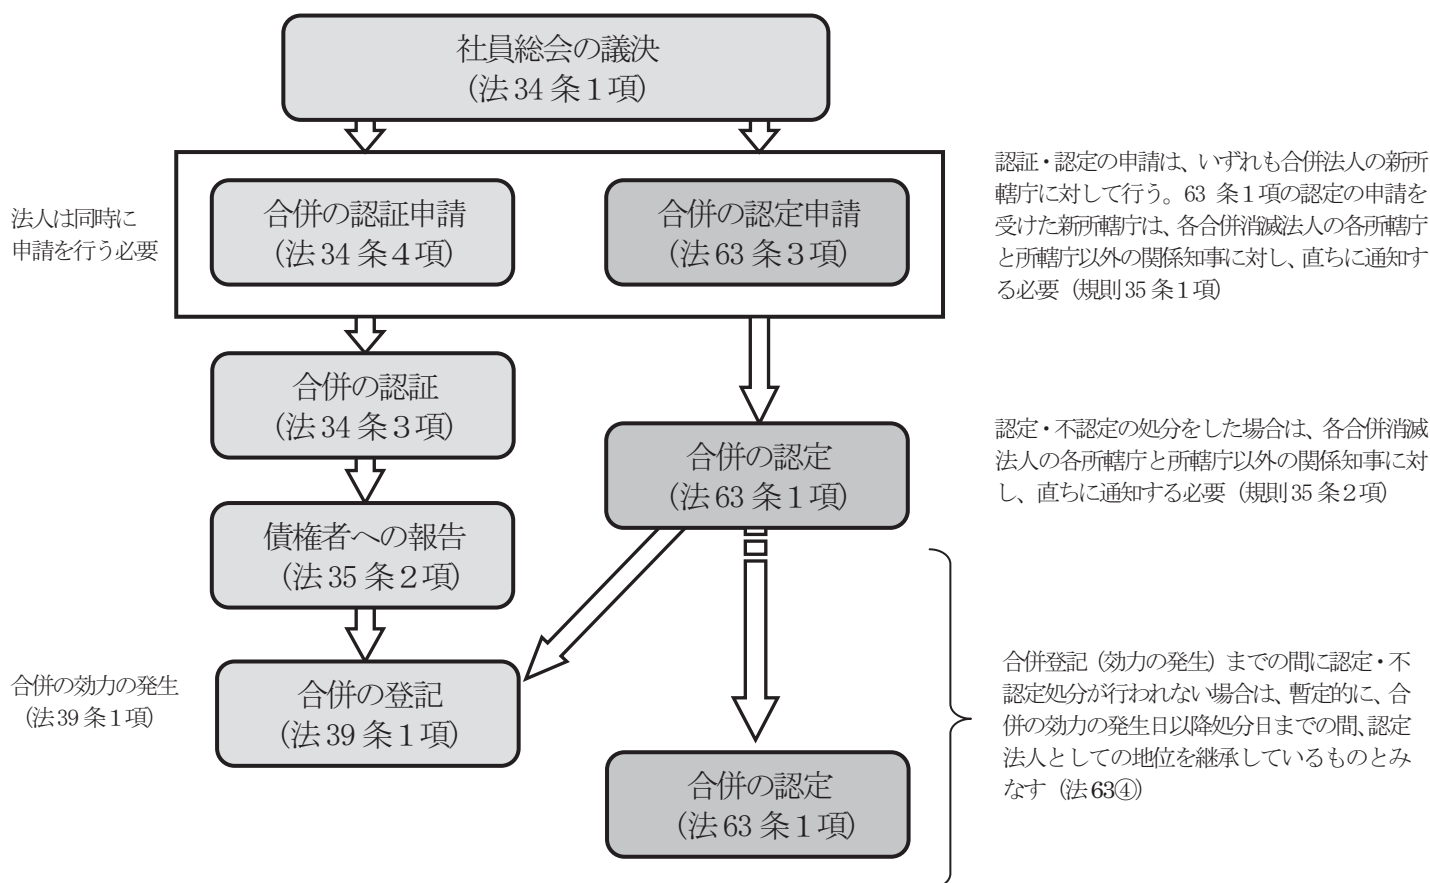 社員総会の議決
（法34条１項）
法人は同時に
申請を行う必要
合併の認証申請
（法34条４項）
合併の認定申請
（法63条３項）
認証・認定の申請は、いずれも合併法人の新所
轄庁に対して行う。63 条１項の認定の申請を
受けた新所轄庁は、各合併消滅法人の各所轄庁
と所轄庁以外の関係知事に対し、直ちに通知す
る必要（規則35条１項）
合併の認証
（法34条３項）
合併の認定
（法63条１項）
認定・不認定の処分をした場合は、各合併消滅
法人の各所轄庁と所轄庁以外の関係知事に対
し、直ちに通知する必要（規則35条２項）
債権者への報告
（法35条２項）
合併の効力の発生
（法39条１項）
合併の登記
（法39条１項）
合併登記（効力の発生）までの間に認定・不
認定処分が行われない場合は、暫定的に、合
併の効力の発生日以降処分日までの間、認定
法人としての地位を継承しているものとみ
なす（法63④）
合併の認定
（法63条１項）